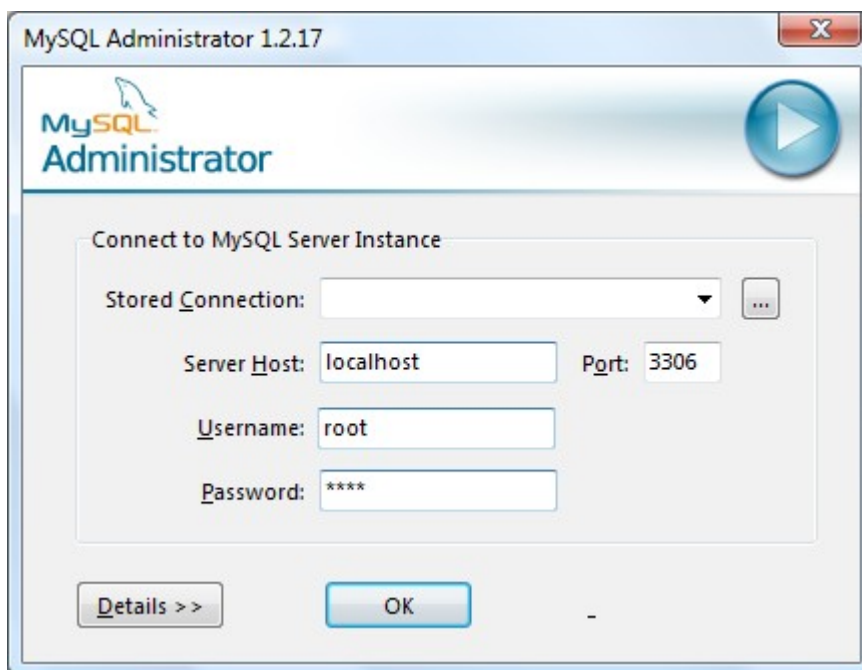 MySQL Administrator 1.2.17
MySQL
Administrator
Connect to MySQL Server Instance
Stored Connection:
...
Server Host: localhost Port: 3306
Username: root
Password: ****
Details >> OK -